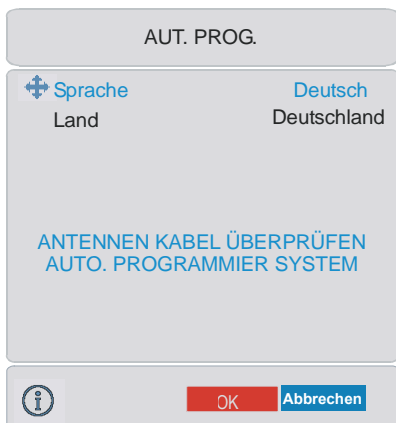 AUT. PROG.
Sprache Deutsch
Land Deutschland
ANTENNEN KABEL ÜBERPRÜFEN
AUTO. PROGRAMMIER SYSTEM
i OK Abbrechen